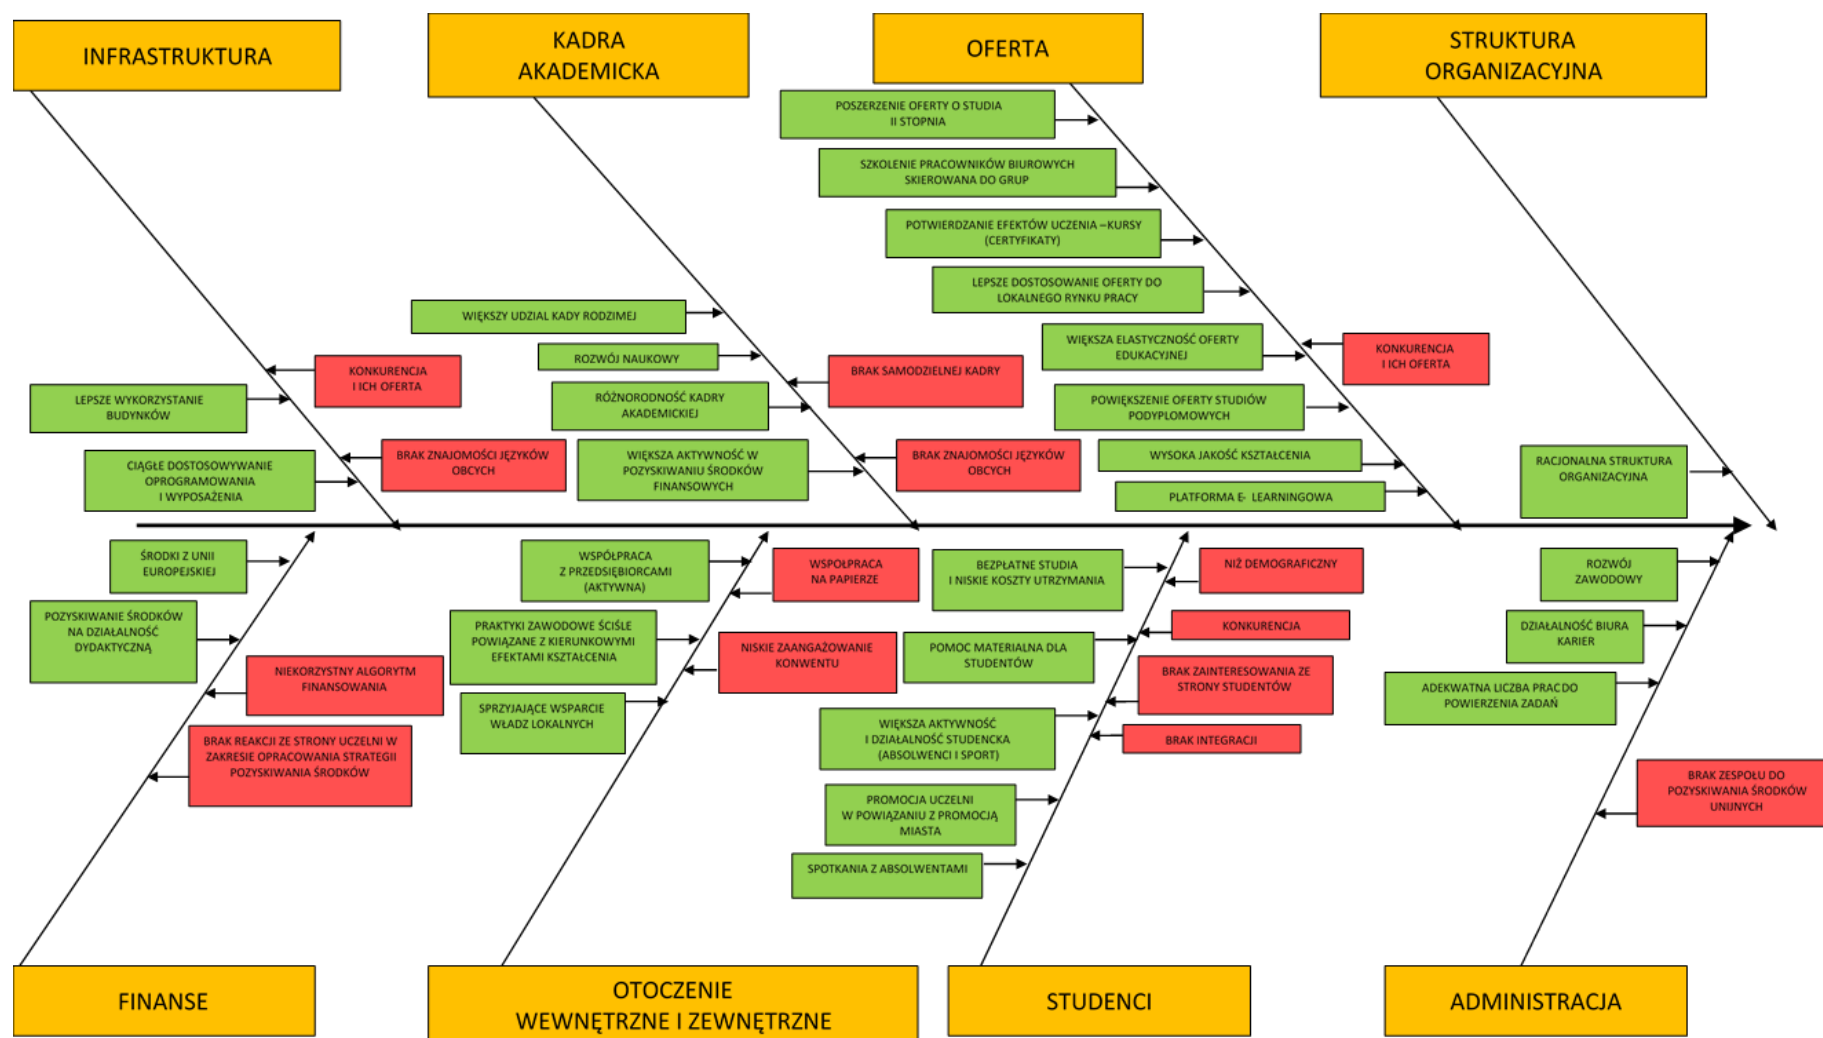 INFRASTRUKTURA
KADRA
AKADEMICKA
OFERTA
STRUKTURA
ORGANIZACYJNA
POSZERZENIE OFERTY O STUDIA
II STOPNIA
SZKOLENIE PRACOWNIKÓW BIUROWYCH
SKIEROWANA DO GRUP
POTWIERDZANIE EFEKTÓW UCZENIA –KURSY
(CERTYFIKATY)
LEPSZE DOSTOSOWANIE OFERTY DO
LOKALNEGO RYNKU PRACY
WIĘKSZY UDZIAL KADY RODZIMEJ
ROZWÓJ NAUKOWY
WIĘKSZA ELASTYCZNOŚĆ OFERTY
EDUKACYJNEJ
KONKURENCJA
I ICH OFERTA
KONKURENCJA
I ICH OFERTA
BRAK SAMODZIELNEJ KADRY
LEPSZE WYKORZYSTANIE
BUDYNKÓW
RÓŻNORODNOŚĆ KADRY
AKADEMICKIEJ
POWIĘKSZENIE OFERTY STUDIÓW
PODYPLOMOWYCH
BRAK ZNAJOMOŚCI JĘZYKÓW
OBCYCH
WIĘKSZA AKTYWNOŚĆ W
POZYSKIWANIU ŚRODKÓW
FINANSOWYCH
BRAK ZNAJOMOŚCI JĘZYKÓW
OBCYCH
WYSOKA JAKOŚĆ KSZTAŁCENIA
CIĄGŁE DOSTOSOWYWANIE
OPROGRAMOWANIA
I WYPOSAŻENIA
RACJONALNA STRUKTURA
ORGANIZACYJNA
PLATFORMA E- LEARNINGOWA
ŚRODKI Z UNII
EUROPEJSKIEJ
WSPÓŁPRACA
Z PRZEDSIĘBIORCAMI
(AKTYWNA)
WSPOŁPRACA
NA PAPIERZE
BEZPŁATNE STUDIA
I NISKIE KOSZTY UTRZYMANIA
NIŻ DEMOGRAFICZNY
ROZWÓJ
ZAWODOWY
POZYSKIWANIE ŚRODKÓW
NA DZIAŁALNOŚĆ
DYDAKTYCZNĄ
PRAKTYKI ZAWODOWE ŚCIŚLE
POWIĄZANE Z KIERUNKOWYMI
EFEKTAMI KSZTAŁCENIA
NISKIE ZAANGAŻOWANIE
KONWENTU
POMOC MATERIALNA DLA
STUDENTÓW
KONKURENCJA
DZIAŁALNOŚĆ BIURA
KARIER
NIEKORZYSTNY ALGORYTM
FINANSOWANIA
BRAK ZAINTERESOWANIA ZE
STRONY STUDENTÓW
ADEKWATNA LICZBA PRAC DO
POWIERZENIA ZADAŃ
SPRZYJAJĄCE WSPARCIE
WŁADZ LOKALNYCH
WIĘKSZA AKTYWNOŚĆ
I DZIAŁALNOŚĆ STUDENCKA
(ABSOLWENCI I SPORT)
BRAK INTEGRACJI
BRAK REAKCJI ZE STRONY UCZELNI W
ZAKRESIE OPRACOWANIA STRATEGII
POZYSKIWANIA ŚRODKÓW
BRAK ZESPOŁU DO
POZYSKIWANIA ŚRODKÓW
UNIJNYCH
PROMOCJA UCZELNI
W POWIĄZANIU Z PROMOCJĄ
MIASTA
SPOTKANIA Z ABSOLWENTAMI
FINANSE
OTOCZENIE
WEWNĘTRZNE I ZEWNĘTRZNE
STUDENCI
ADMINISTRACJA